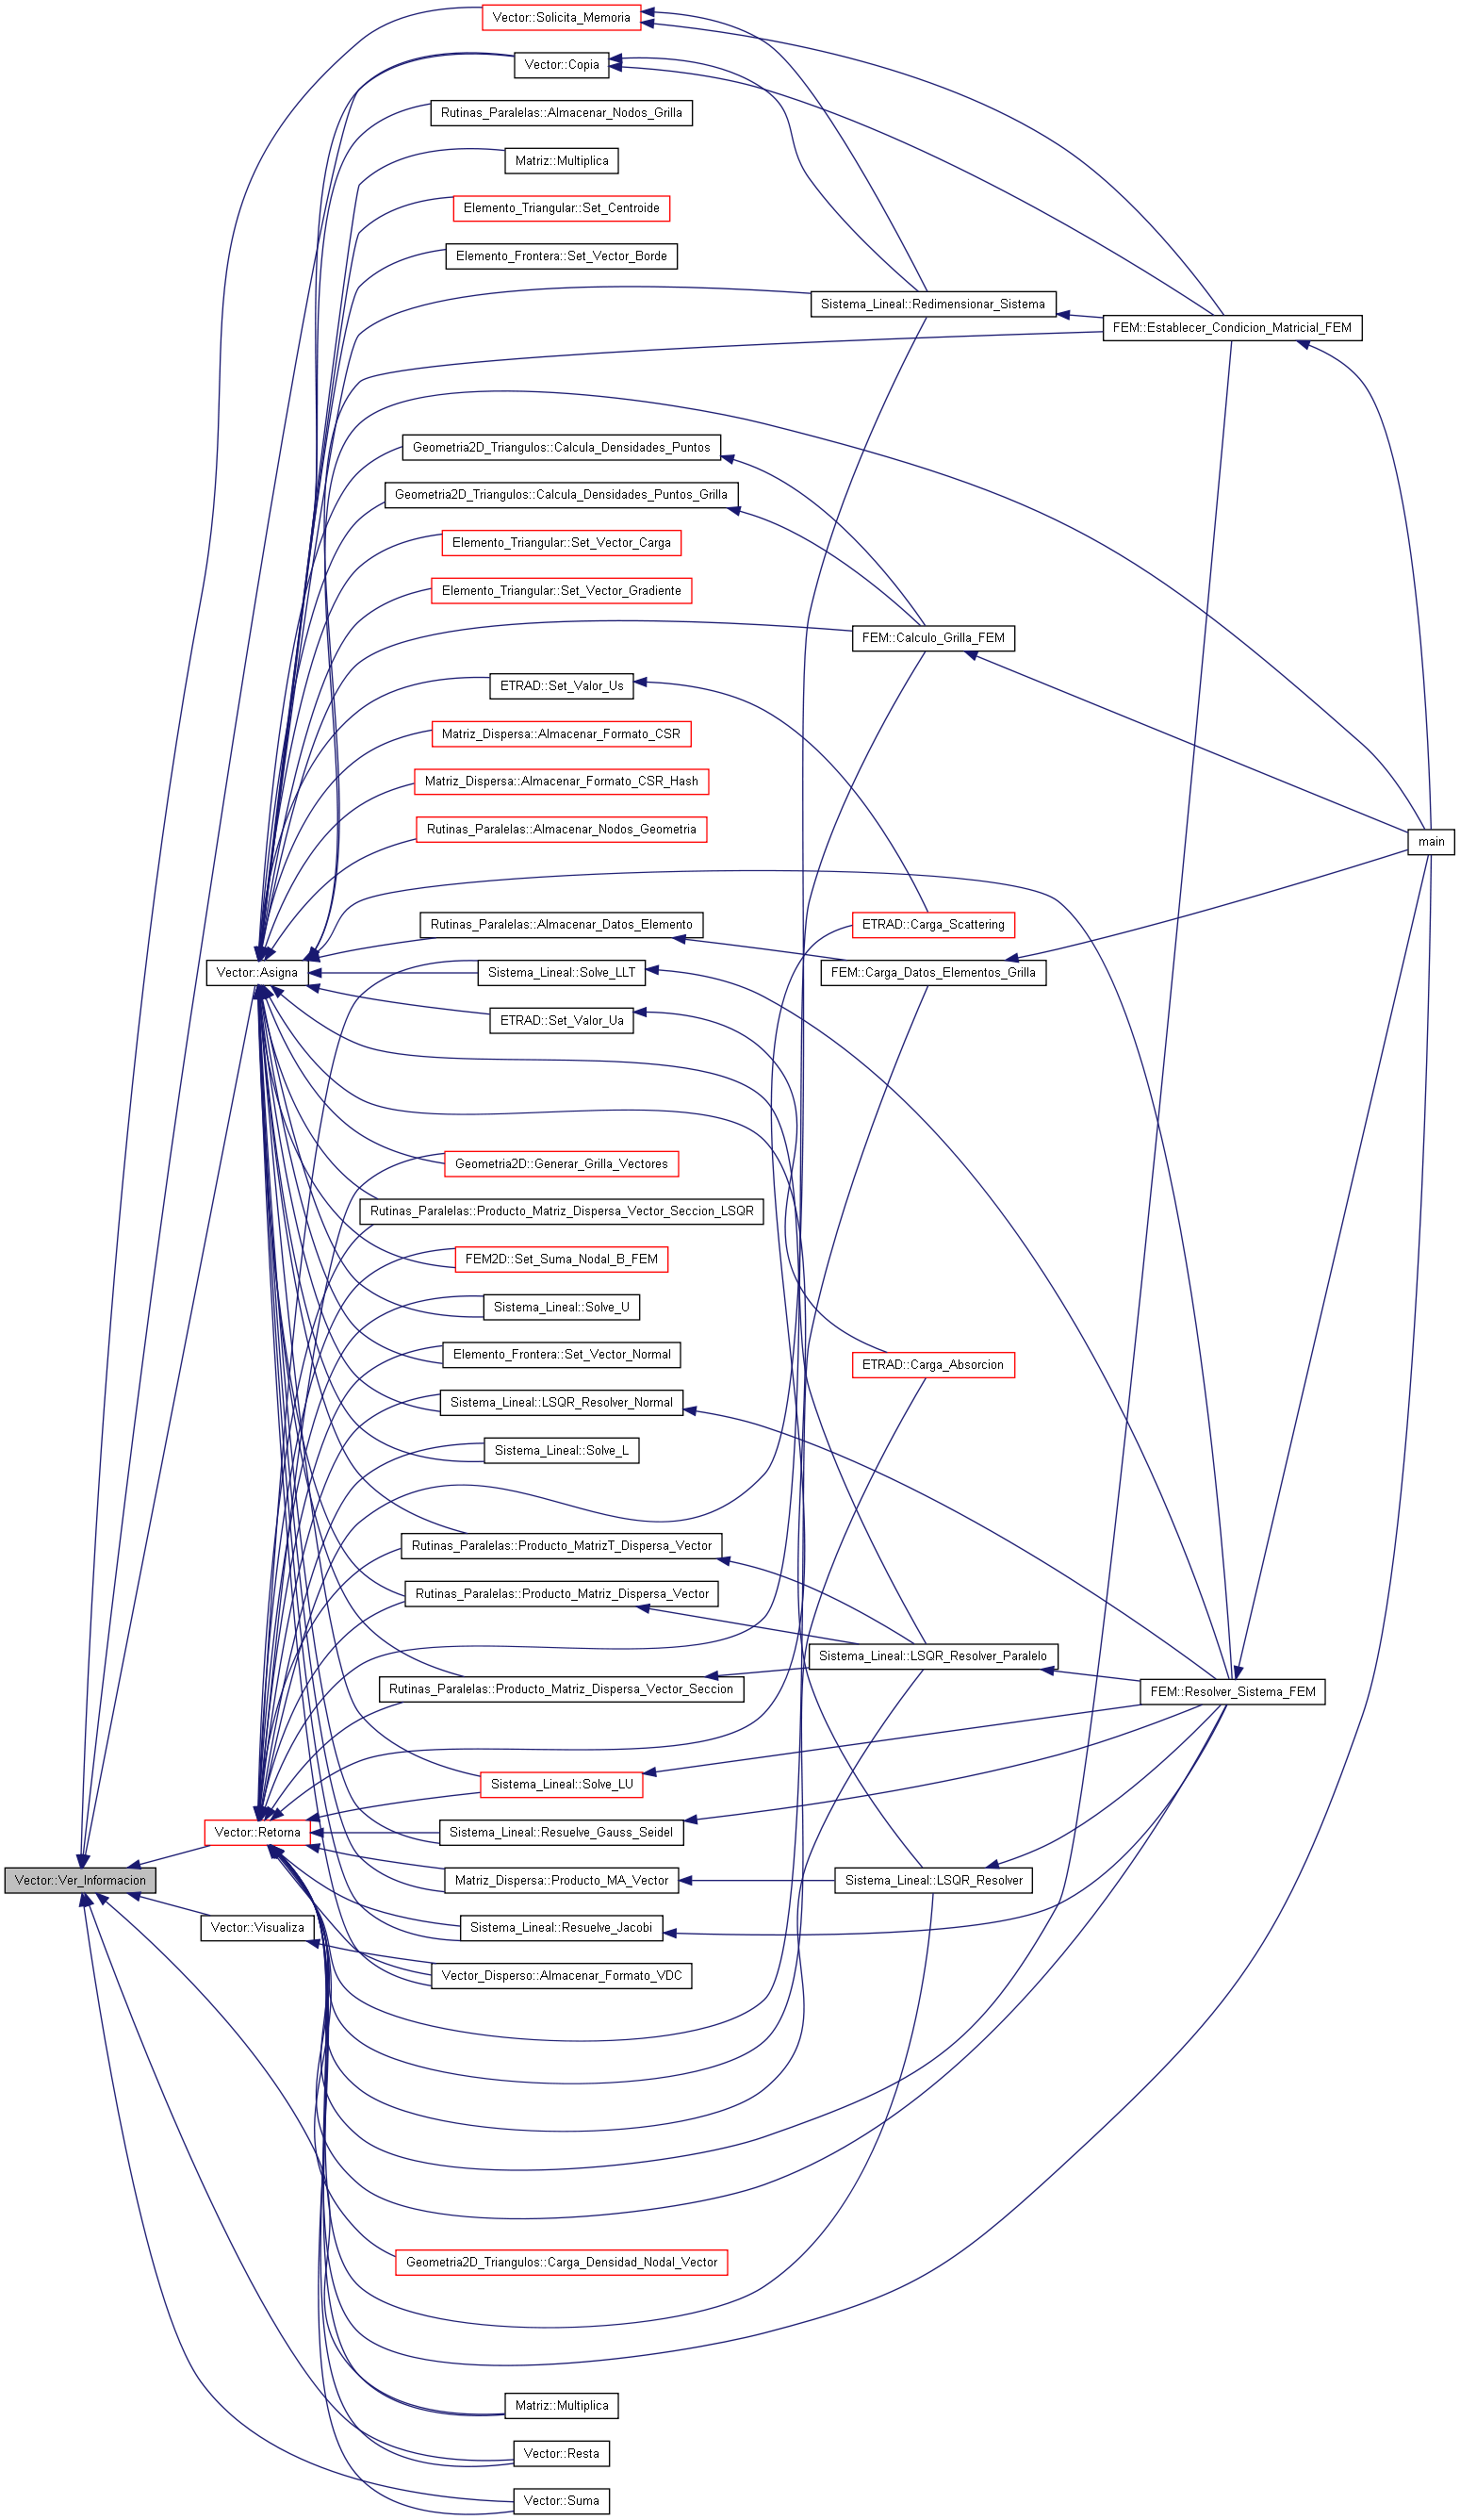 Vector::Solicita_Memoria
Vector::Copia
Rutinas_Paralelas::Almacenar_Nodos_Grilla
Matriz::Multiplica
Elemento_Triangular::Set_Centroide
Elemento_Frontera::Set_Vector_Borde
Sistema_Lineal::Redimensionar_Sistema
FEM::Establecer_Condicion_Matricial_FEM
Geometria2D_Triangulos::Calcula_Densidades_Puntos
Geometria2D_Triangulos::Calcula_Densidades_Puntos_Grilla
Elemento_Triangular::Set_Vector_Carga
Elemento_Triangular::Set_Vector_Gradiente
FEM::Calculo_Grilla_FEM
ETRAD::Set_Valor_Us
Matriz_Dispersa::Almacenar_Formato_CSR
Matriz_Dispersa::Almacenar_Formato_CSR_Hash
Rutinas_Paralelas::Almacenar_Nodos_Geometria
main
Rutinas_Paralelas::Almacenar_Datos_Elemento
ETRAD::Carga_Scattering
Vector::Asigna
Sistema_Lineal::Solve_LLT
FEM::Carga_Datos_Elementos_Grilla
ETRAD::Set_Valor_Ua
Geometria2D::Generar_Grilla_Vectores
Rutinas_Paralelas::Producto_Matriz_Dispersa_Vector_Seccion_LSQR
FEM2D::Set_Suma_Nodal_B_FEM
Sistema_Lineal::Solve_U
Elemento_Frontera::Set_Vector_Normal
ETRAD::Carga_Absorcion
Sistema_Lineal::LSQR_Resolver_Normal
Sistema_Lineal::Solve_L
Rutinas_Paralelas::Producto_MatrizT_Dispersa_Vector
Rutinas_Paralelas::Producto_Matriz_Dispersa_Vector
Sistema_Lineal::LSQR_Resolver_Paralelo
Rutinas_Paralelas::Producto_Matriz_Dispersa_Vector_Seccion
FEM::Resolver_Sistema_FEM
Sistema_Lineal::Solve_LU
Vector::Retorna
Sistema_Lineal::Resuelve_Gauss_Seidel
Vector::Ver_Informacion
Matriz_Dispersa::Producto_MA_Vector
Sistema_Lineal::LSQR_Resolver
Vector::Visualiza
Sistema_Lineal::Resuelve_Jacobi
Vector_Disperso::Almacenar_Formato_VDC
Geometria2D_Triangulos::Carga_Densidad_Nodal_Vector
Matriz::Multiplica
Vector::Resta
Vector::Suma